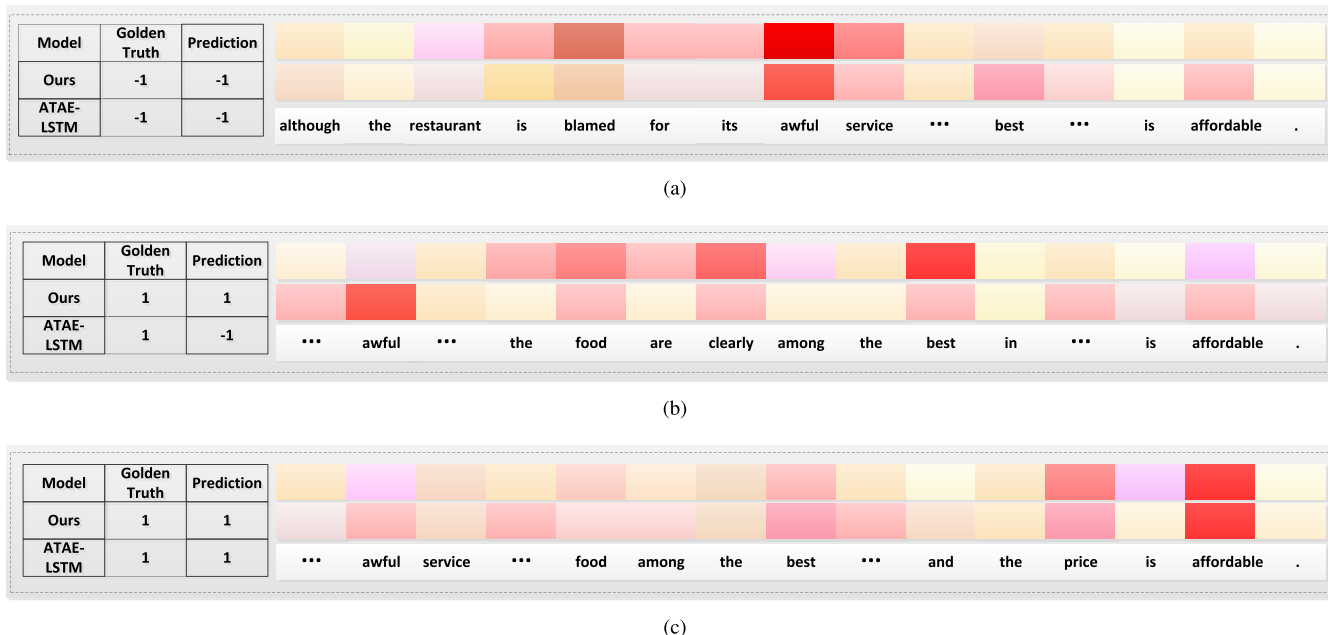 Model Golden Truth Prediction
Ours -1 -1
ATAE-LSTM -1 -1
although the restaurant is blamed for its awful service ••• best ••• is affordable .
(a)
Model Golden Truth Prediction
Ours 1 1
ATAE-LSTM 1 -1
••• awful ••• the food are clearly among the best in ••• is affordable .
(b)
Model Golden Truth Prediction
Ours 1 1
ATAE-LSTM 1 1
••• awful service ••• food among the best ••• and the price is affordable .
(c)